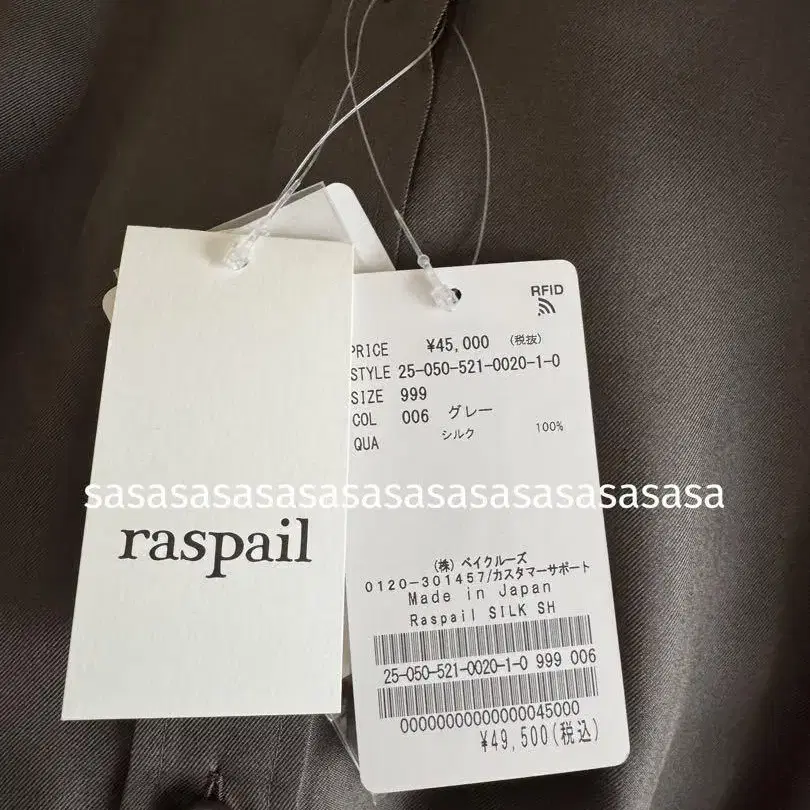 RFID
PRICE ¥45,000 (税抜)
STYLE 25-050-521-0020-1-0
SIZE 999
COL 006 グレー
QUA シルク 100%
sasasasasasasasasasasasasasasasa
raspail
(株) ベイクルーズ
0120-301457/カスタマーサポート
Made in Japan
Raspail SILK SH
25-050-521-0020-1-0 999 006
00000000000000045000
¥49,500(税込)